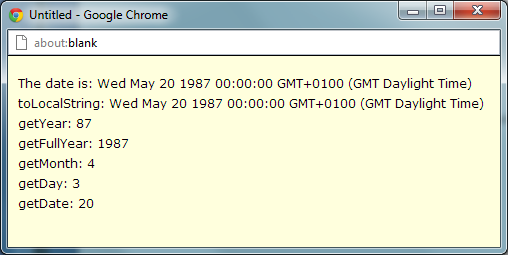 Untitled - Google Chrome
about:blank
The date is: Wed May 20 1987 00:00:00 GMT+0100 (GMT Daylight Time)
toLocalString: Wed May 20 1987 00:00:00 GMT+0100 (GMT Daylight Time)
getYear: 87
getFullYear: 1987
getMonth: 4
getDay: 3
getDate: 20